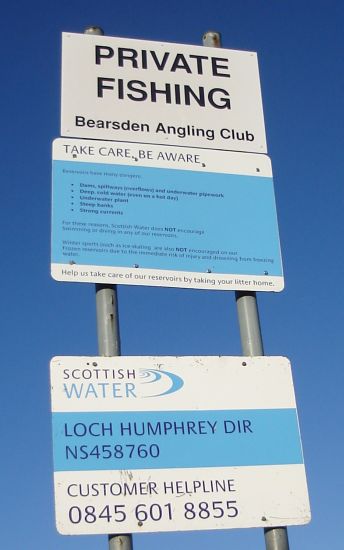 PRIVATE
FISHING
Bearsden Angling Club
TAKE CARE, BE AWARE
Reservoirs have many dangers:
• Dams, spillways (overflows) and underwater pipework
• Deep, cold water (even on a hot day)
• Underwater plant
• Steep banks
• Strong currents
For these reasons, Scottish Water does NOT encourage
Swimming or diving in any of our reservoirs.
Winter sports (such as ice-skating) are also NOT encouraged on our
Frozen reservoirs due to the immediate risk of injury and drowning from freezing
water.
Help us take care of our reservoirs by taking your litter home.
SCOTTISH
WATER
LOCH HUMPHREY DIR
NS458760
CUSTOMER HELPLINE
0845 601 8855